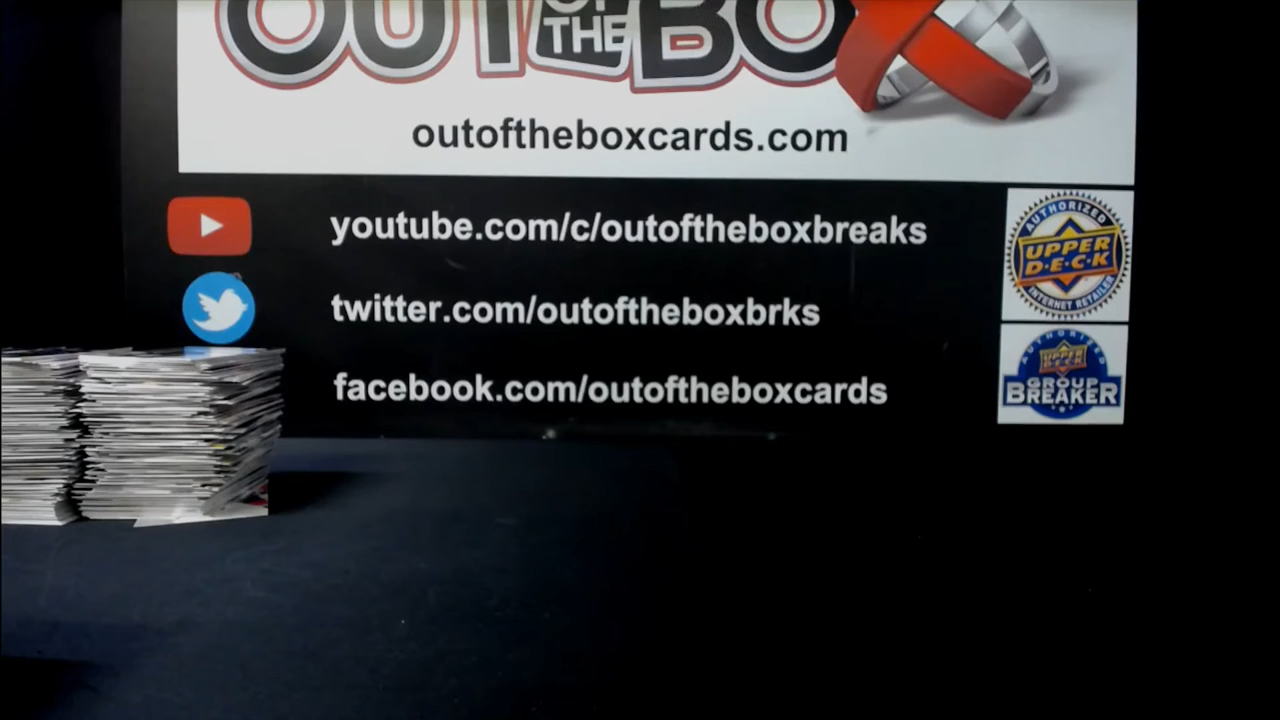 OUT OF THE BOX
outoftheboxcards.com
youtube.com/c/outoftheboxbreaks
twitter.com/outoftheboxbrks
facebook.com/outoftheboxcards
AUTHORIZED
UPPER
D·E·C·K
INTERNET RETAILER
AUTHORIZED
UPPER
DECK
GROUP
BREAKER